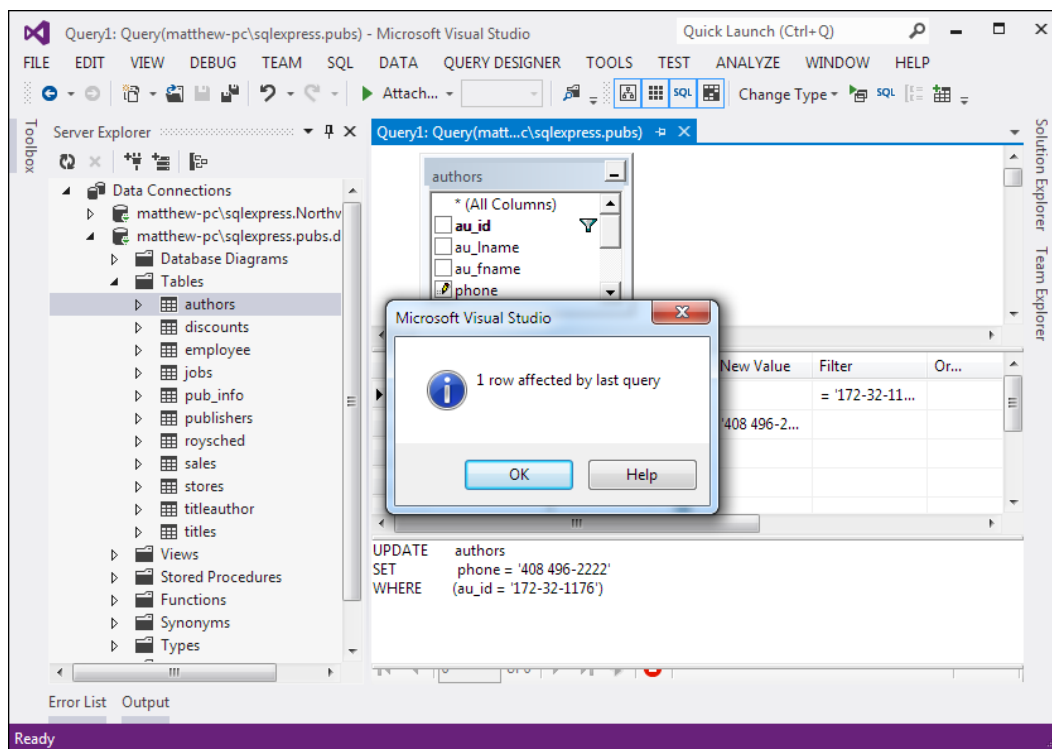 Query1: Query(matthew-pc\sqlexpress.pubs) - Microsoft Visual Studio
Quick Launch (Ctrl+Q)
FILE EDIT VIEW DEBUG TEAM SQL DATA QUERY DESIGNER TOOLS TEST ANALYZE WINDOW HELP
Attach... SQL Change Type SQL
Toolbox
Server Explorer
Data Connections
matthew-pc\sqlexpress.Northw
matthew-pc\sqlexpress.pubs.d
Database Diagrams
Tables
authors
discounts
employee
jobs
pub_info
publishers
roysched
sales
stores
titleauthor
titles
Views
Stored Procedures
Functions
Synonyms
Types
Query1: Query(matt...c\sqlexpress.pubs)
authors
* (All Columns)
au_id
au_lname
au_fname
phone
Microsoft Visual Studio
1 row affected by last query
OK Help
New Value Filter Or...
= '172-32-11...
'408 496-2...
UPDATE authors
SET phone = '408 496-2222'
WHERE (au_id = '172-32-1176')
Solution Explorer
Team Explorer
Error List Output
Ready